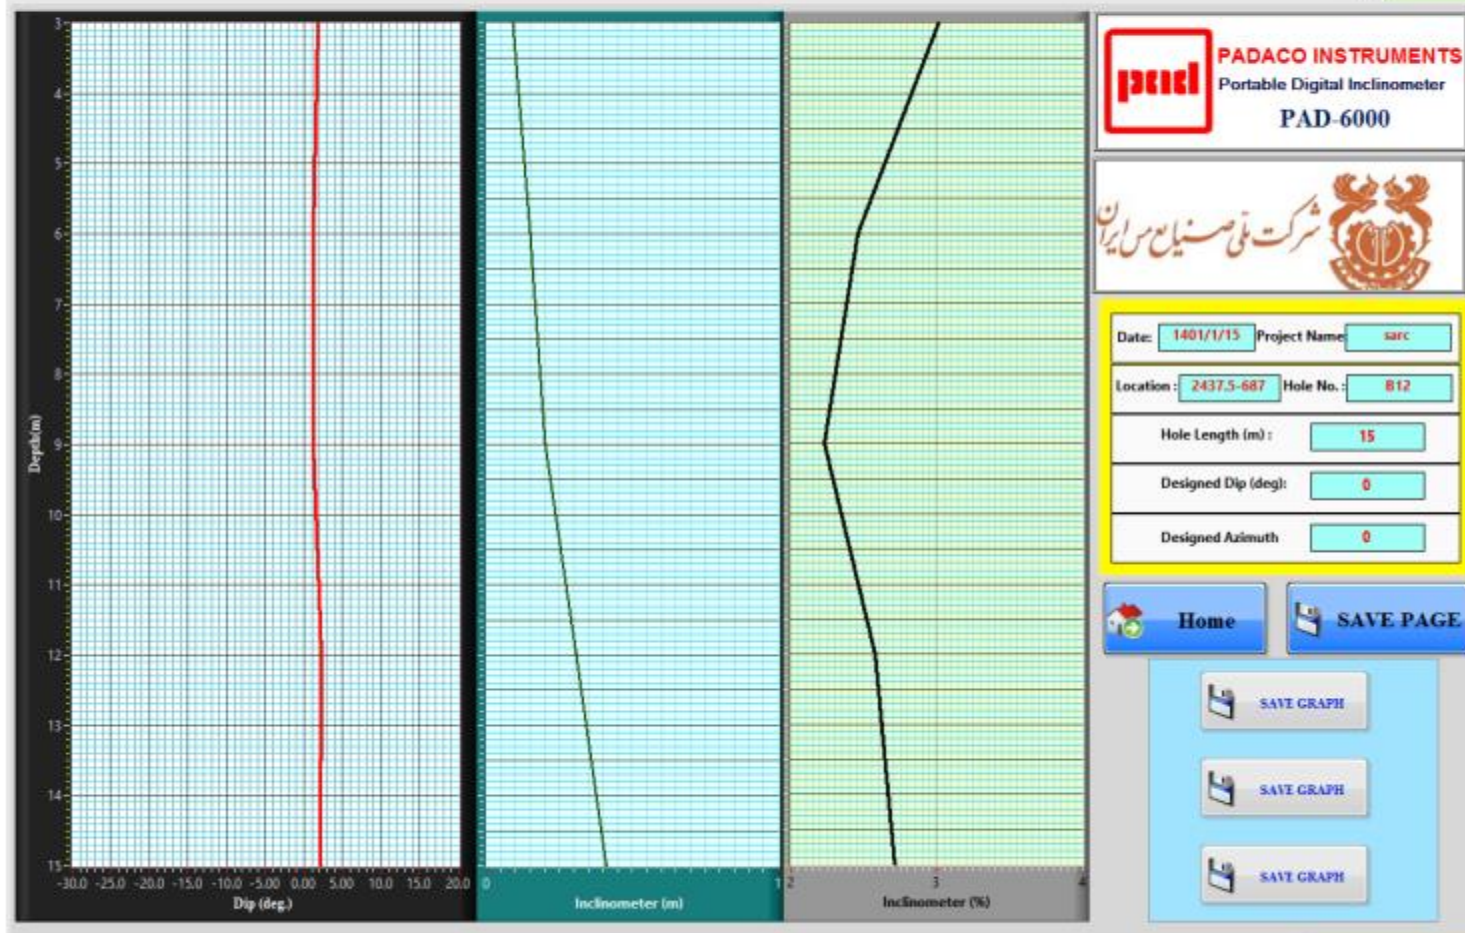 3
4
5
6
7
8
9
10
11
12
13
14
15
Depth(m)
-30.0 -25.0 -20.0 -15.0 -10.0 -5.00 0.00 5.00 10.0 15.0 20.0
Dip (deg.)
0 1
Inclinometer (m)
2 3 4
Inclinometer (%)
pad
PADACO INSTRUMENTS
Portable Digital Inclinometer
PAD-6000
شرکت ملی صنایع مس ایران
Date: 1401/1/15 Project Name sarc
Location : 2437.5-687 Hole No. : B12
Hole Length (m) : 15
Designed Dip (deg): 0
Designed Azimuth 0
Home SAVE PAGE
SAVE GRAPH
SAVE GRAPH
SAVE GRAPH